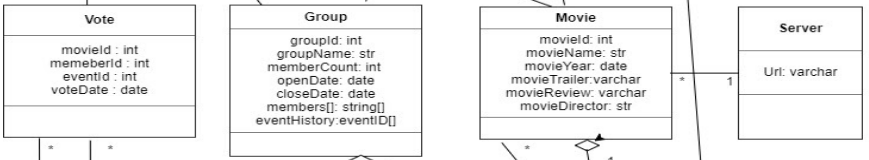 Vote
movieId : int
memeberId : int
eventId : int
voteDate : date
*
*
Group
groupId: int
groupName: str
memberCount: int
openDate: date
closeDate: date
members[]: string[]
eventHistory:eventID[]
Movie
movieId: int
movieName: str
movieYear: date
movieTrailer:varchar
movieReview: varchar
movieDirector: str
*
1
*
1
Server
Url: varchar